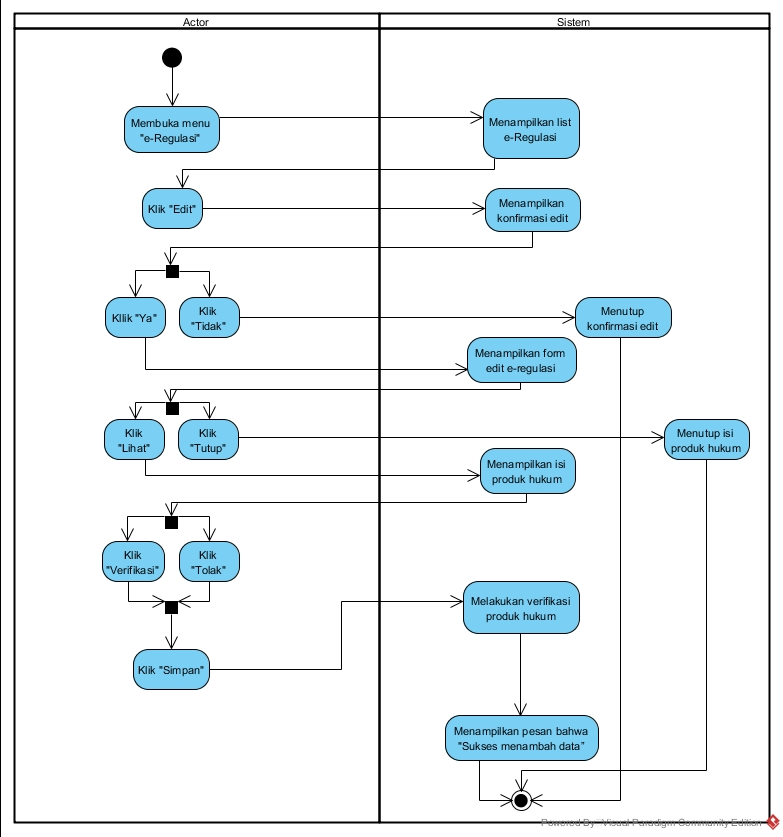 Actor
Sistem
Membuka menu
"e-Regulasi"
Menampilkan list
e-Regulasi
Klik "Edit"
Menampilkan
konfirmasi edit
Kllik "Ya"
Klik
"Tidak"
Menutup
konfirmasi edit
Menampilkan form
edit e-regulasi
Klik
"Lihat"
Klik
"Tutup"
Menutup isi
produk hukum
Menampilkan isi
produk hukum
Klik
"Verifikasi"
Klik
"Tolak"
Melakukan verifikasi
produk hukum
Klik "Simpan"
Menampilkan pesan bahwa
"Sukses menambah data"
Powered By Visual Paradigm Community Edition